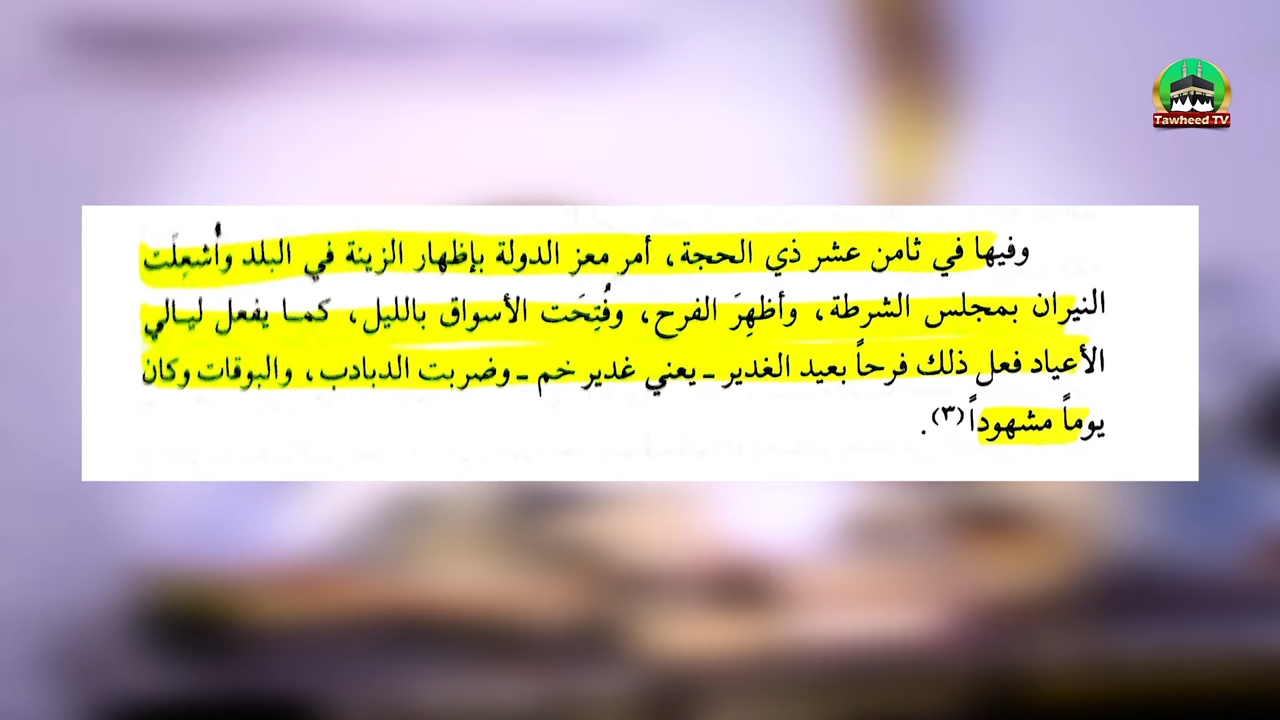 Tawheed TV
وفيها في ثامن عشر ذي الحجة، أمر معز الدولة بإظهار الزينة في البلد وأُشعِلَت
النيران بمجلس الشرطة، وأظهِرَ الفرح، وفُتِحَت الأسواق بالليل، كما يفعل ليالي
الأعياد فعل ذلك فرحاً بعيد الغدير ـ يعني غدير خم ـ وضربت الدبادب، والبوقات وكان
يوماً مشهوداً(٣).